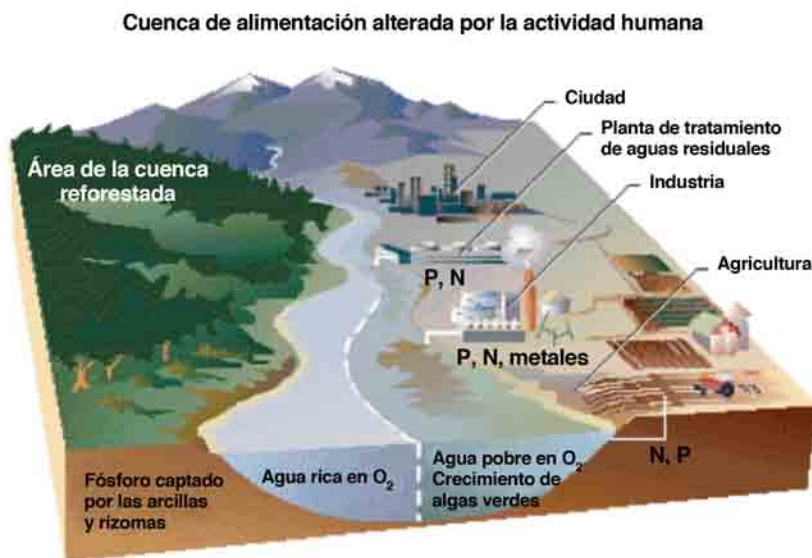 Cuenca de alimentación alterada por la actividad humana
Ciudad
Planta de tratamiento
de aguas residuales
Industria
Área de la cuenca
reforestada
Agricultura
P, N
P, N, metales
N, P
Fósforo captado
por las arcillas
y rizomas
Agua rica en O₂
Agua pobre en O₂
Crecimiento de
algas verdes